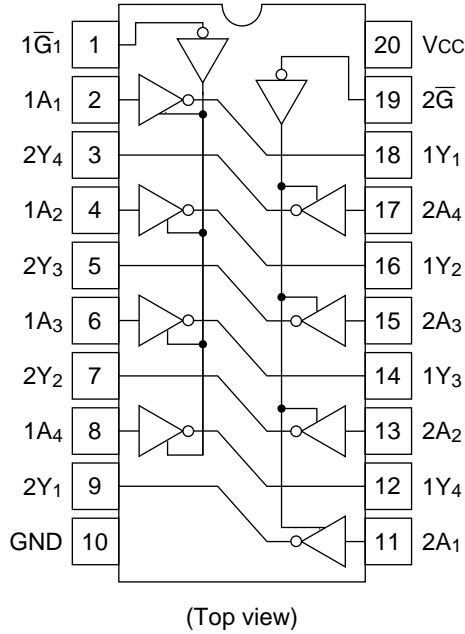 1G̅1 1 20 VCC
1A1 2 19 2G̅
2Y4 3 18 1Y1
1A2 4 17 2A4
2Y3 5 16 1Y2
1A3 6 15 2A3
2Y2 7 14 1Y3
1A4 8 13 2A2
2Y1 9 12 1Y4
GND 10 11 2A1
(Top view)